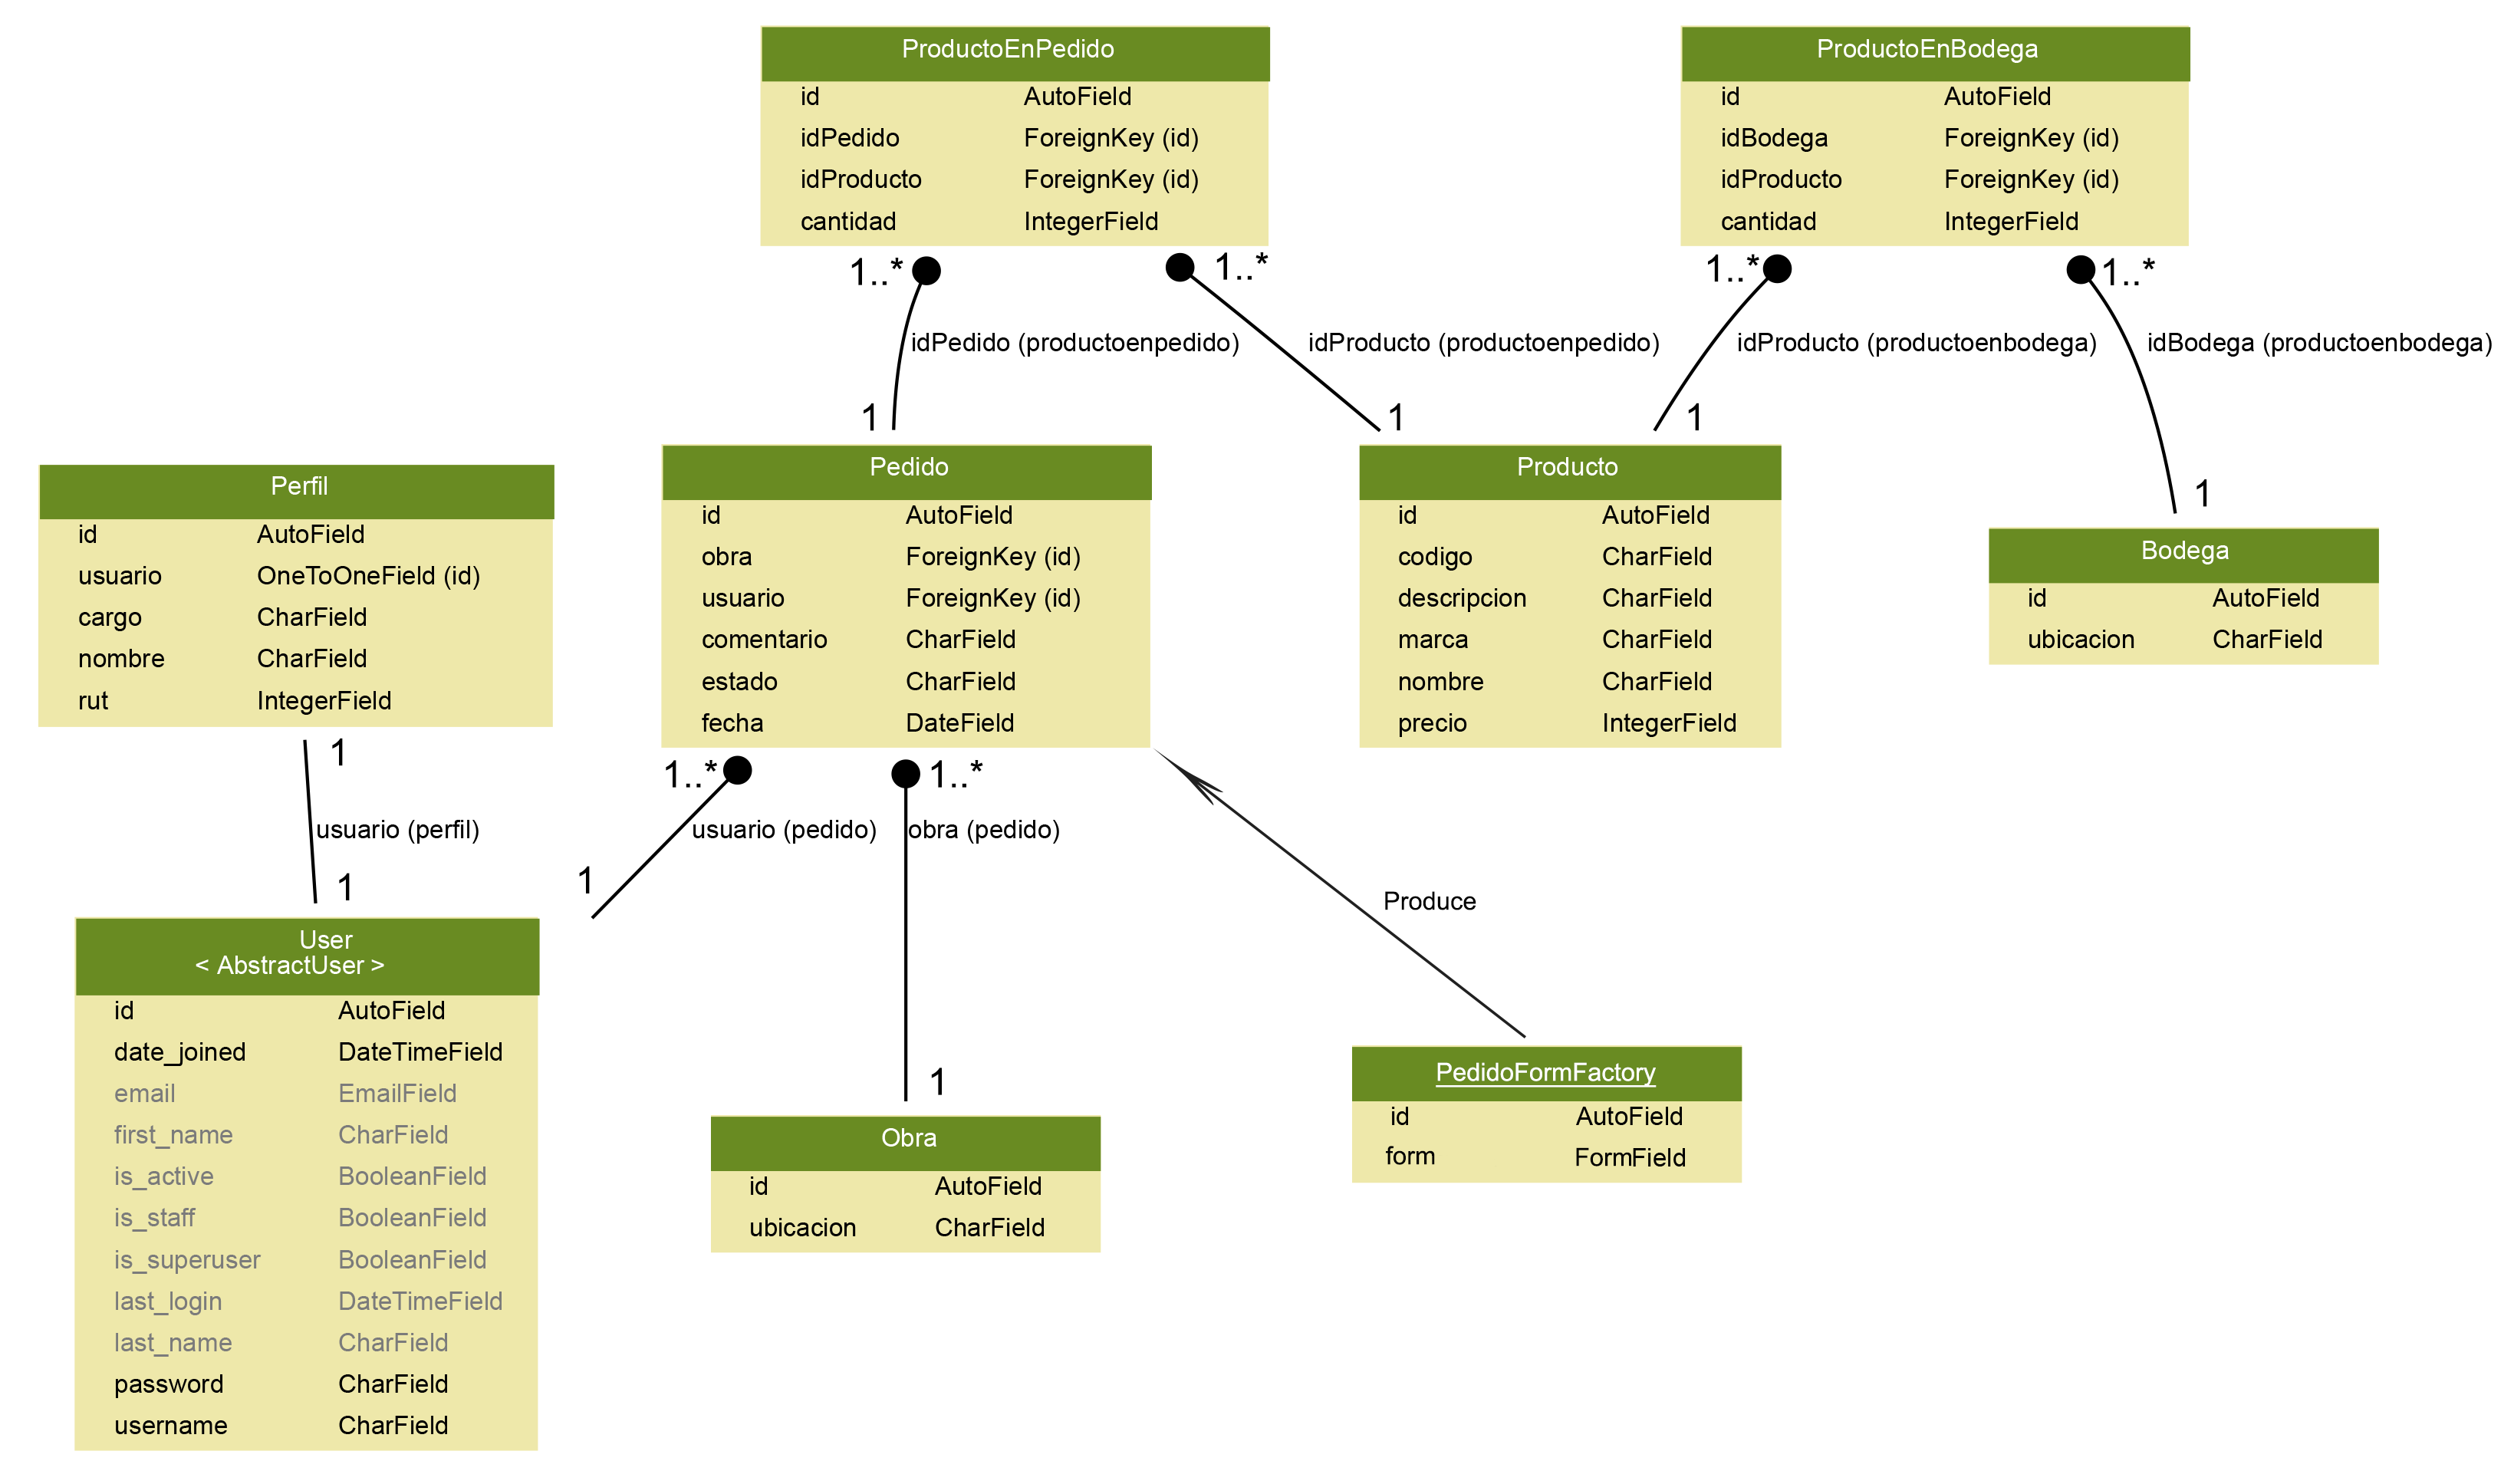 ProductoEnPedido
id AutoField
idPedido ForeignKey (id)
idProducto ForeignKey (id)
cantidad IntegerField
ProductoEnBodega
id AutoField
idBodega ForeignKey (id)
idProducto ForeignKey (id)
cantidad IntegerField
1..*
1..*
1..*
1..*
idPedido (productoenpedido)
idProducto (productoenpedido)
idProducto (productoenbodega)
idBodega (productoenbodega)
1
1
1
1
Perfil
id AutoField
usuario OneToOneField (id)
cargo CharField
nombre CharField
rut IntegerField
Pedido
id AutoField
obra ForeignKey (id)
usuario ForeignKey (id)
comentario CharField
estado CharField
fecha DateField
Producto
id AutoField
codigo CharField
descripcion CharField
marca CharField
nombre CharField
precio IntegerField
Bodega
id AutoField
ubicacion CharField
1
1..*
1..*
usuario (perfil)
usuario (pedido)
obra (pedido)
Produce
1
1
1
User
< AbstractUser >
id AutoField
date_joined DateTimeField
email EmailField
first_name CharField
is_active BooleanField
is_staff BooleanField
is_superuser BooleanField
last_login DateTimeField
last_name CharField
password CharField
username CharField
Obra
id AutoField
ubicacion CharField
PedidoFormFactory
id AutoField
form FormField